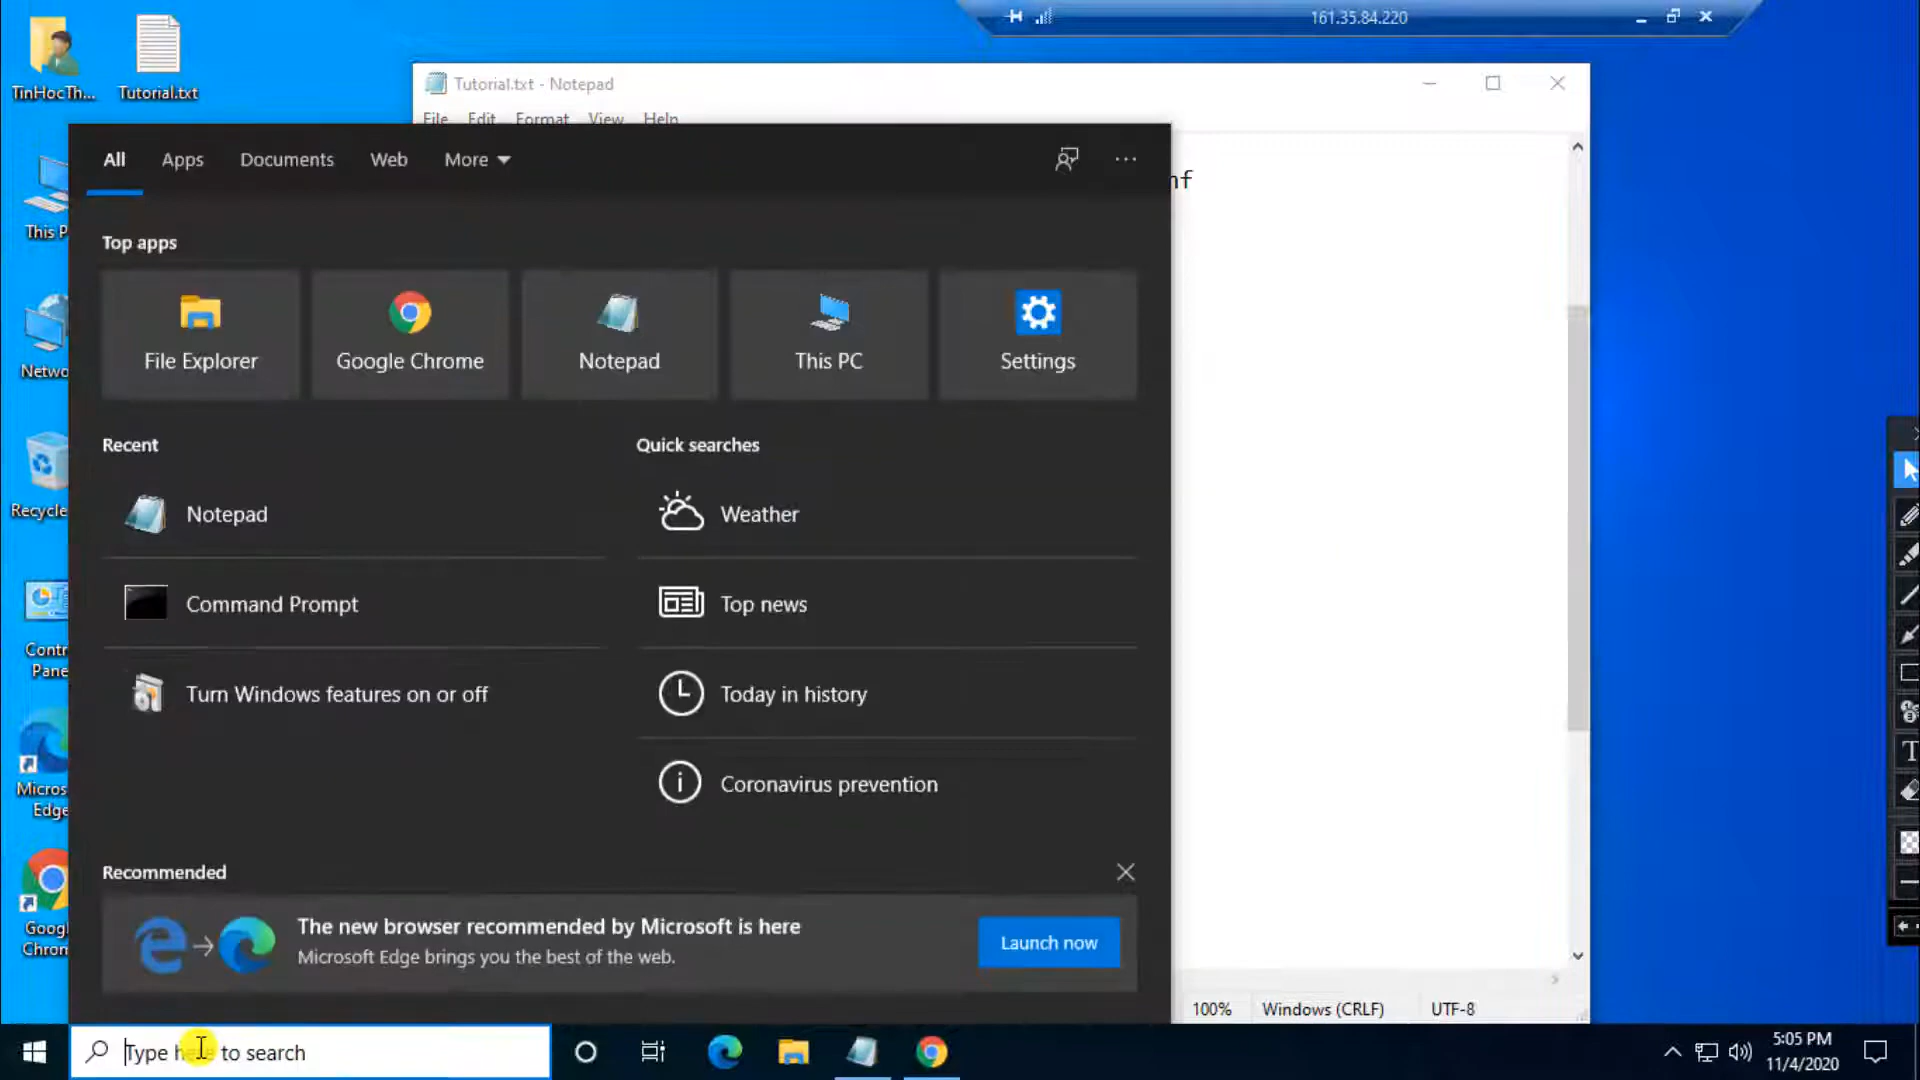 161.35.84.220
TinHocTh...
Tutorial.txt
Tutorial.txt - Notepad
File Edit Format View Help
All Apps Documents Web More
nf
This P
Top apps
File Explorer
Google Chrome
Notepad
This PC
Settings
Netwo
Recent
Quick searches
Notepad
Weather
Recycle
Command Prompt
Top news
Contr
Pane
Turn Windows features on or off
Today in history
Micros
Edg
Coronavirus prevention
Recommended
Googl
Chron
The new browser recommended by Microsoft is here
Microsoft Edge brings you the best of the web.
Launch now
100% Windows (CRLF) UTF-8
Type here to search
5:05 PM
11/4/2020